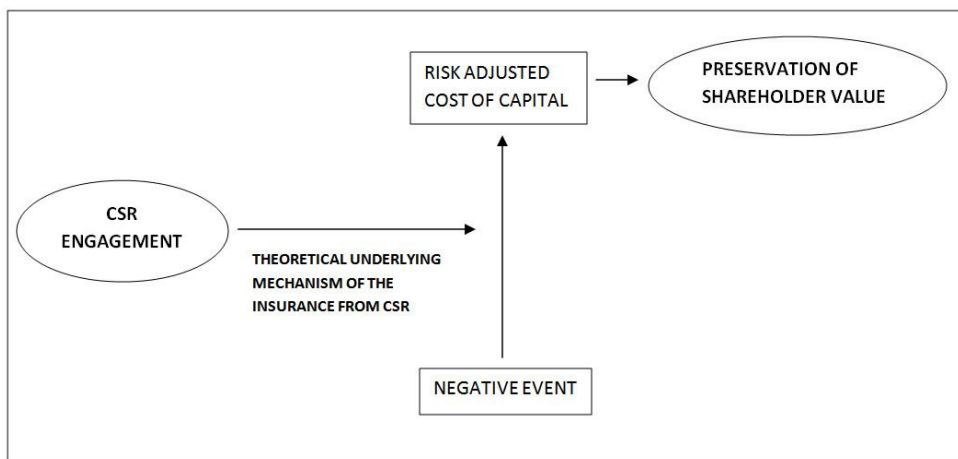 RISK ADJUSTED
COST OF CAPITAL
PRESERVATION OF
SHAREHOLDER VALUE
CSR
ENGAGEMENT
THEORETICAL UNDERLYING
MECHANISM OF THE
INSURANCE FROM CSR
NEGATIVE EVENT